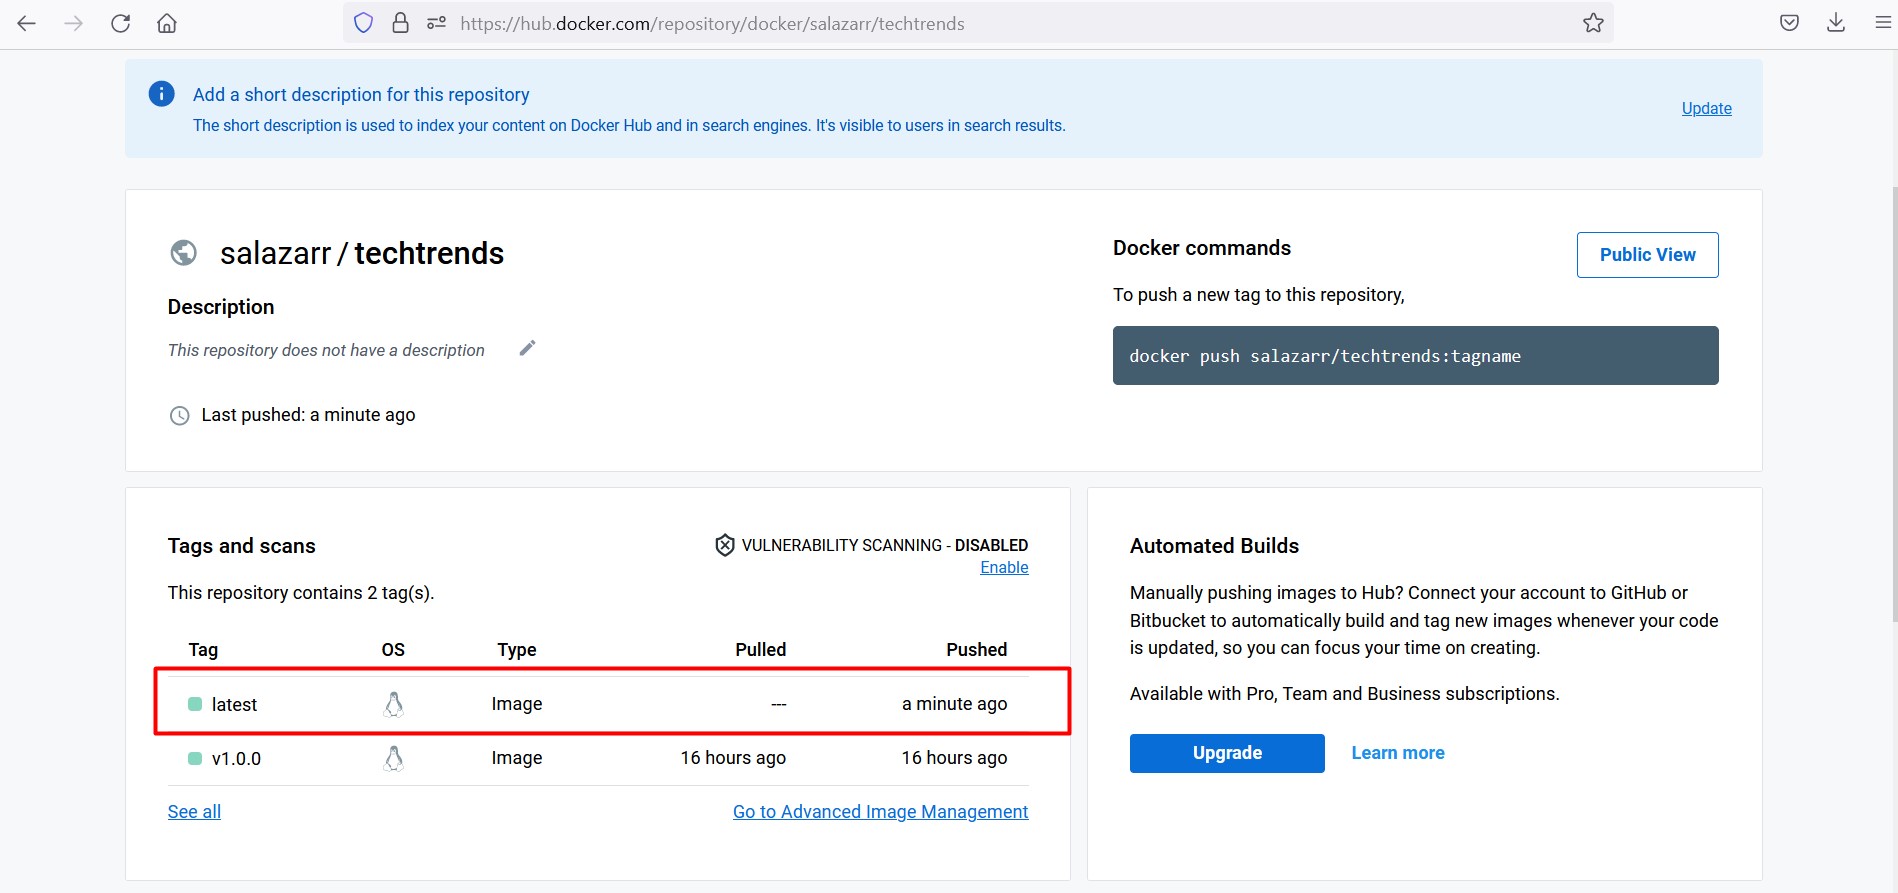 https://hub.docker.com/repository/docker/salazarr/techtrends
Add a short description for this repository
The short description is used to index your content on Docker Hub and in search engines. It's visible to users in search results.
Update
salazarr / techtrends
Description
This repository does not have a description
Last pushed: a minute ago
Docker commands
Public View
To push a new tag to this repository,
docker push salazarr/techtrends:tagname
Tags and scans
VULNERABILITY SCANNING - DISABLED
Enable
This repository contains 2 tag(s).
Tag OS Type Pulled Pushed
latest Image --- a minute ago
v1.0.0 Image 16 hours ago 16 hours ago
See all Go to Advanced Image Management
Automated Builds
Manually pushing images to Hub? Connect your account to GitHub or
Bitbucket to automatically build and tag new images whenever your code
is updated, so you can focus your time on creating.
Available with Pro, Team and Business subscriptions.
Upgrade Learn more